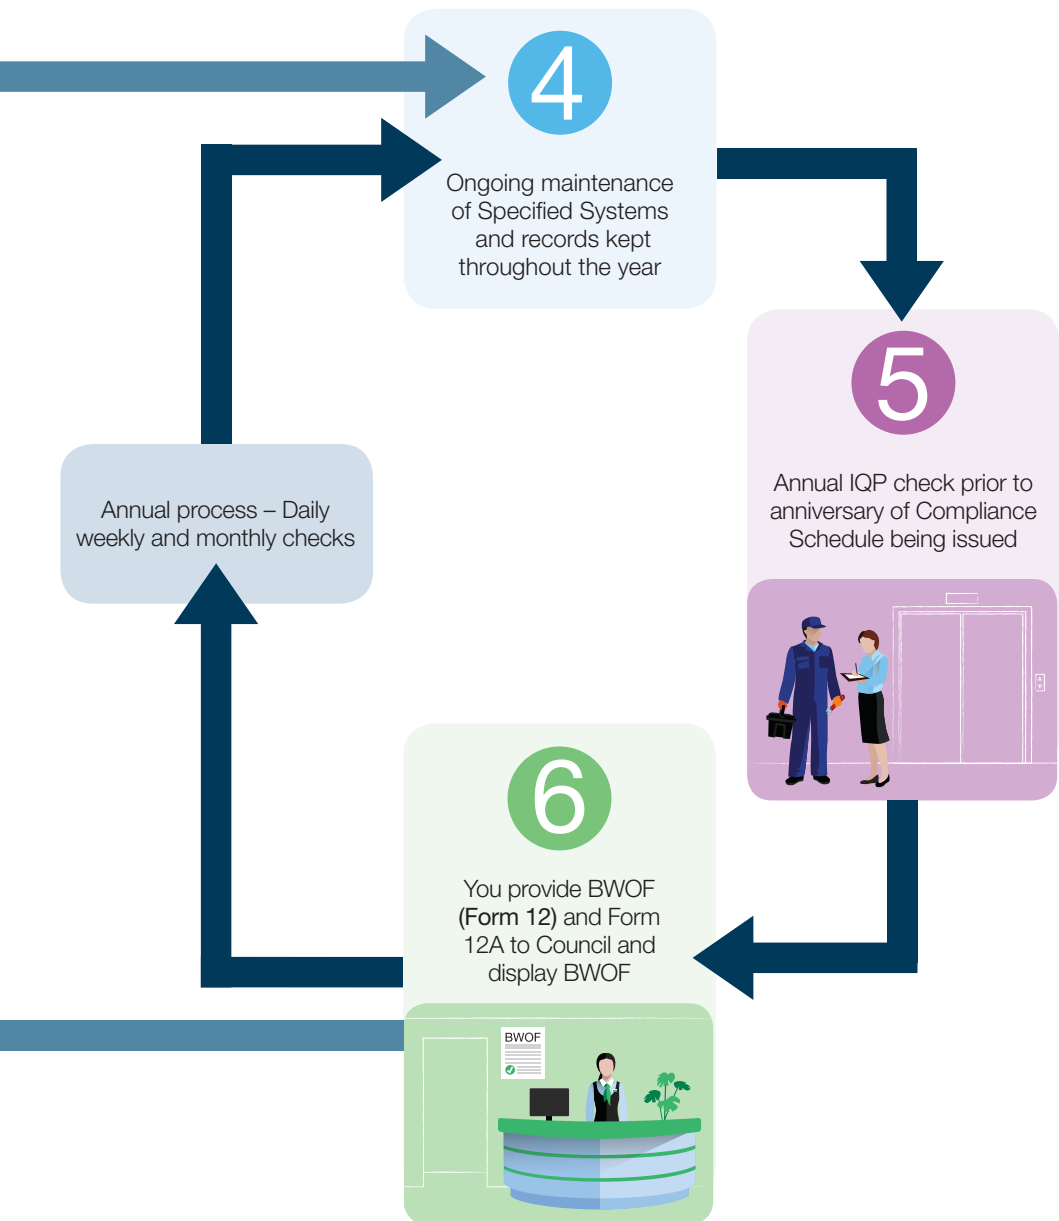 4
Ongoing maintenance
of Specified Systems
and records kept
throughout the year
5
Annual IQP check prior to
anniversary of Compliance
Schedule being issued
Annual process – Daily
weekly and monthly checks
6
You provide BWOF
(Form 12) and Form
12A to Council and
display BWOF
BWOF